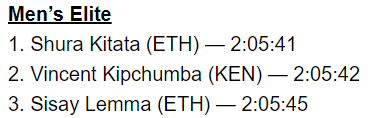 Men’s Elite
1. Shura Kitata (ETH) — 2:05:41
2. Vincent Kipchumba (KEN) — 2:05:42
3. Sisay Lemma (ETH) — 2:05:45